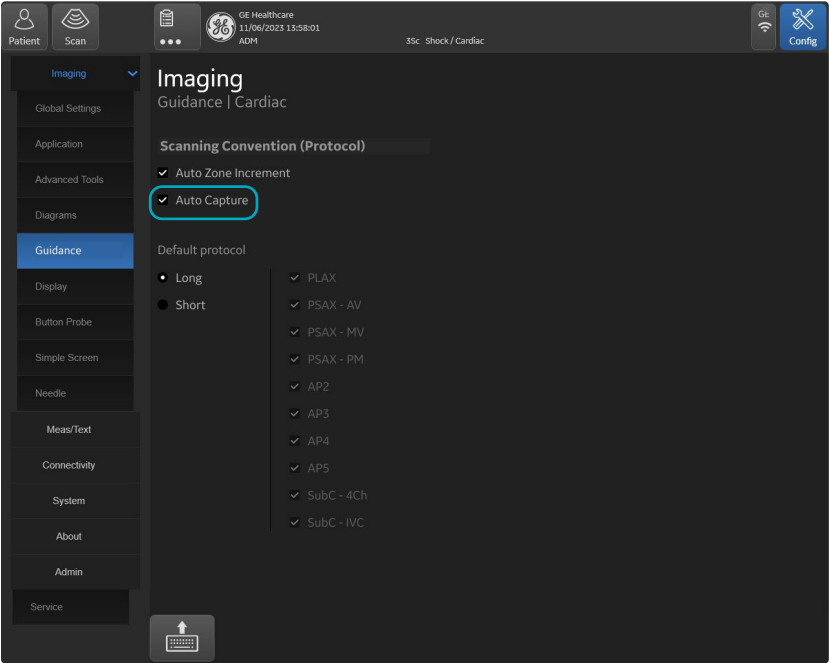 GE Healthcare
11/06/2023 13:58:01
ADM
35c Shock / Cardiac
GE
Patient
Scan
Config
Imaging
Global Settings
Application
Advanced Tools
Diagrams
Guidance
Display
Button Probe
Simple Screen
Needle
Meas/Text
Connectivity
System
About
Admin
Service
Imaging
Guidance | Cardiac
Scanning Convention (Protocol)
Auto Zone Increment
Auto Capture
Default protocol
Long
Short
PLAX
PSAX - AV
PSAX - MV
PSAX - PM
AP2
AP3
AP4
AP5
SubC - 4Ch
SubC - IVC